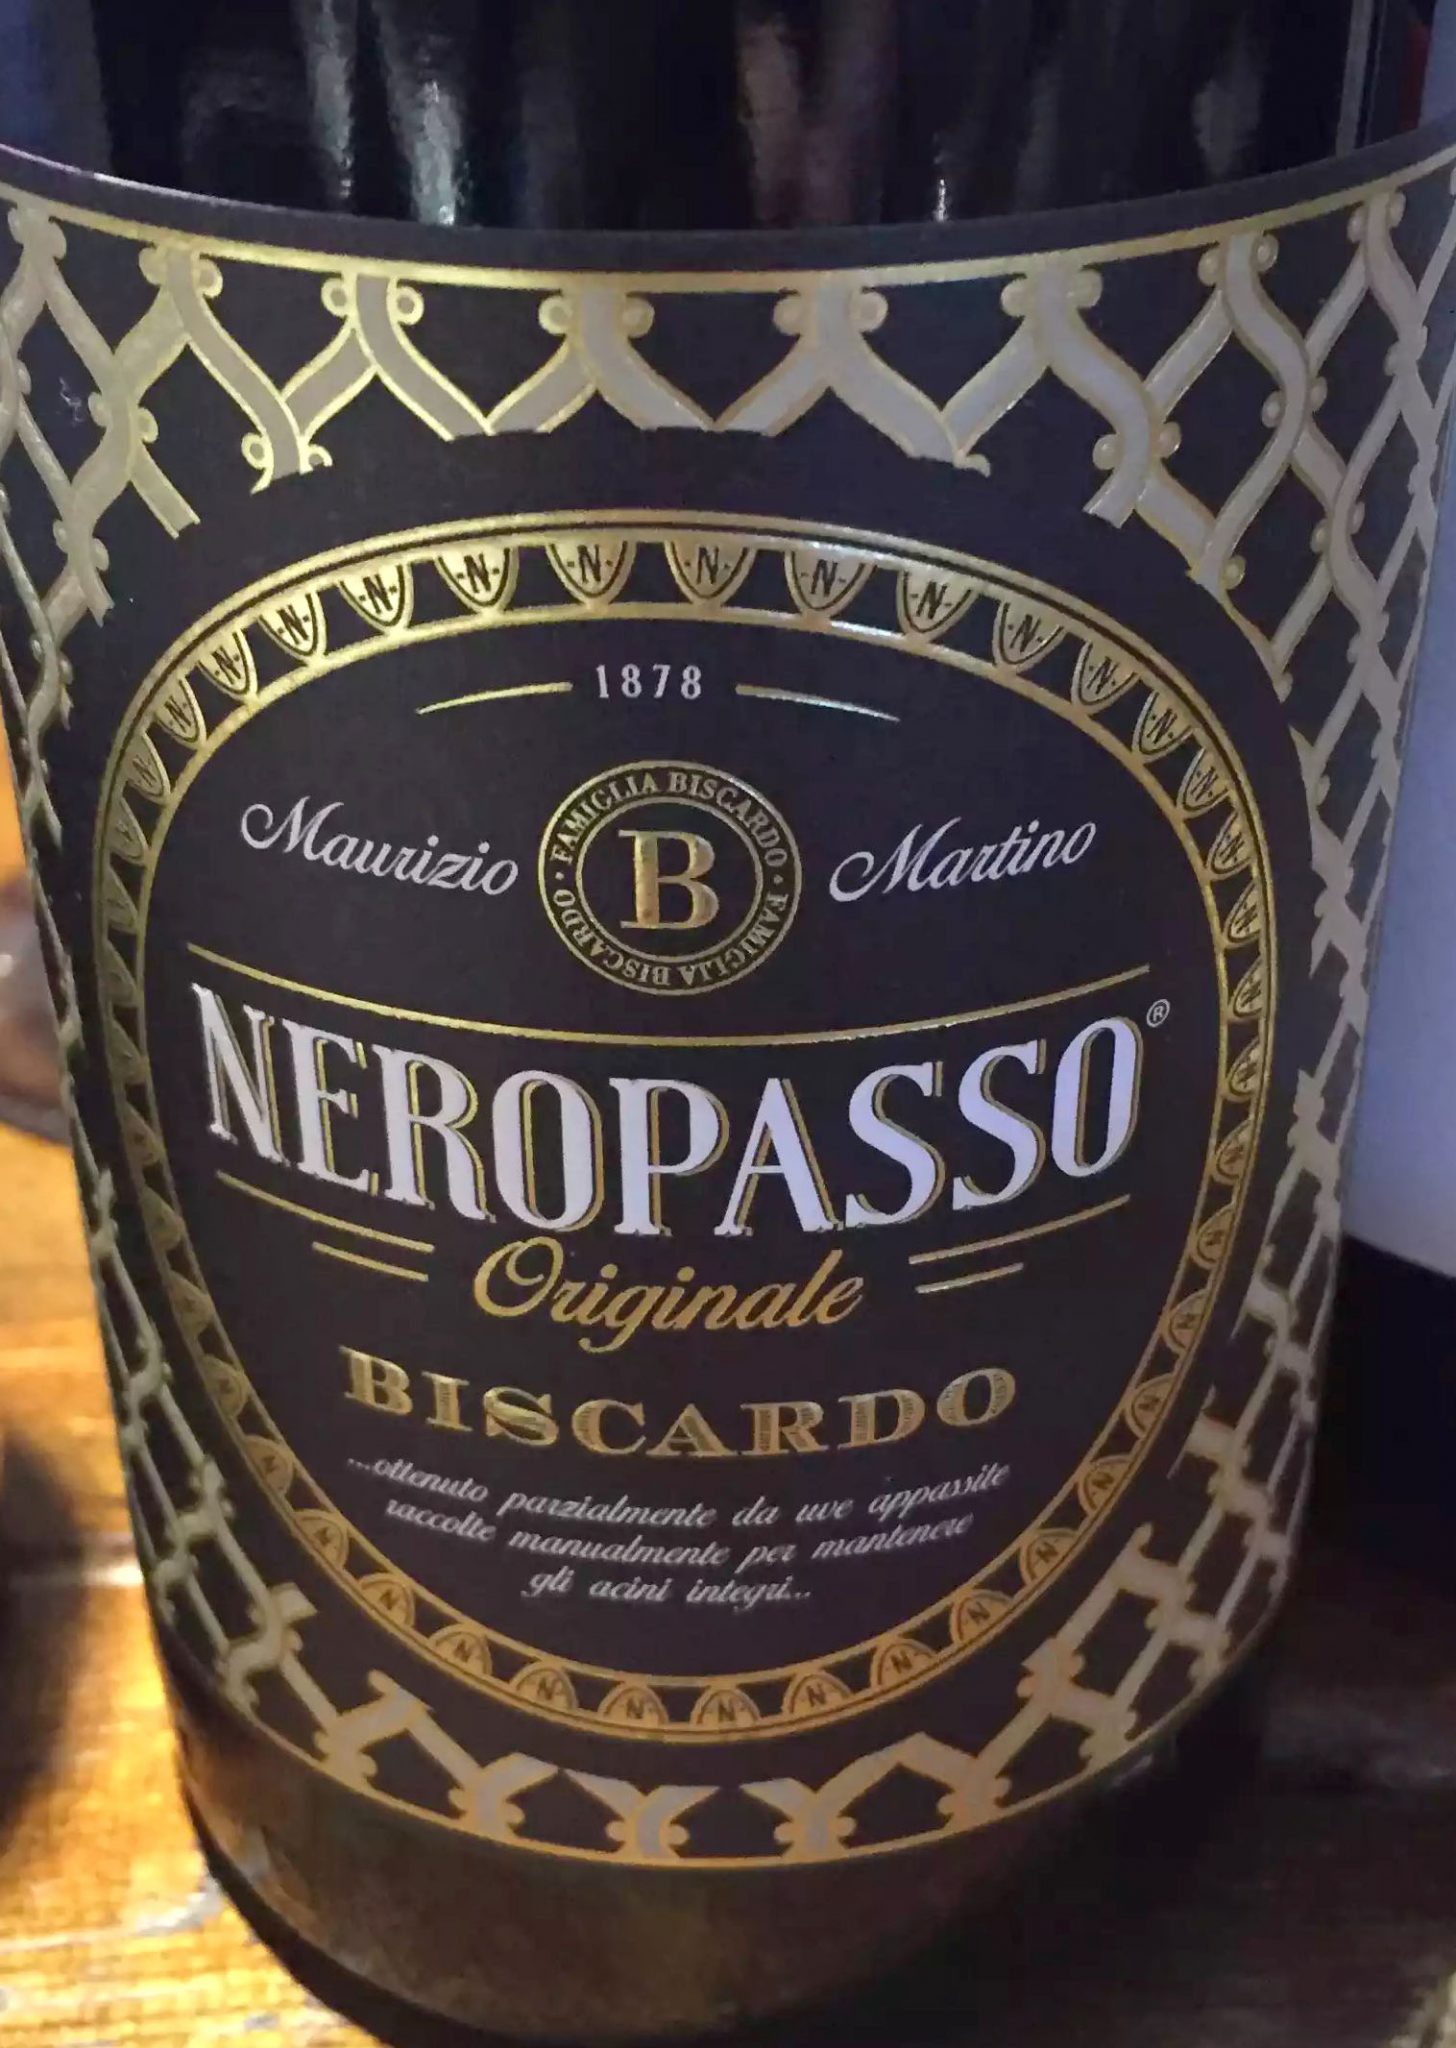 1878
Maurizio
FAMIGLIA BISCARDO · FAMIGLIA BISCARDO ·
B
Martino
NEROPASSO®
Originale
BISCARDO
...ottenuto parzialmente da uve appassite
raccolte manualmente per mantenere
gli acini integri...